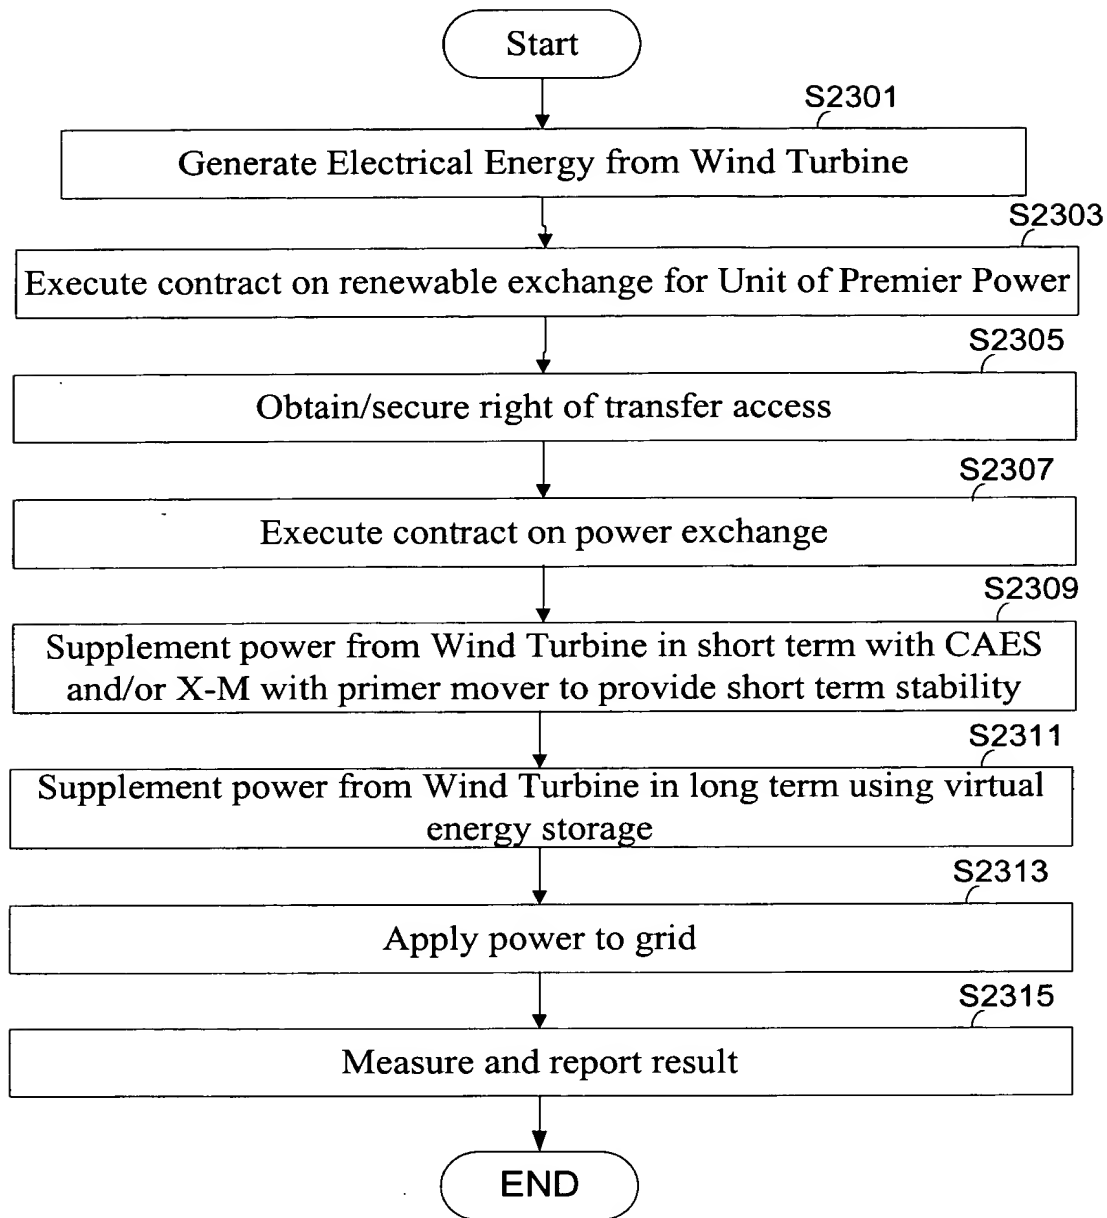 Start
S2301
Generate Electrical Energy from Wind Turbine
S2303
Execute contract on renewable exchange for Unit of Premier Power
S2305
Obtain/secure right of transfer access
S2307
Execute contract on power exchange
S2309
Supplement power from Wind Turbine in short term with CAES
and/or X-M with primer mover to provide short term stability
S2311
Supplement power from Wind Turbine in long term using virtual
energy storage
S2313
Apply power to grid
S2315
Measure and report result
END